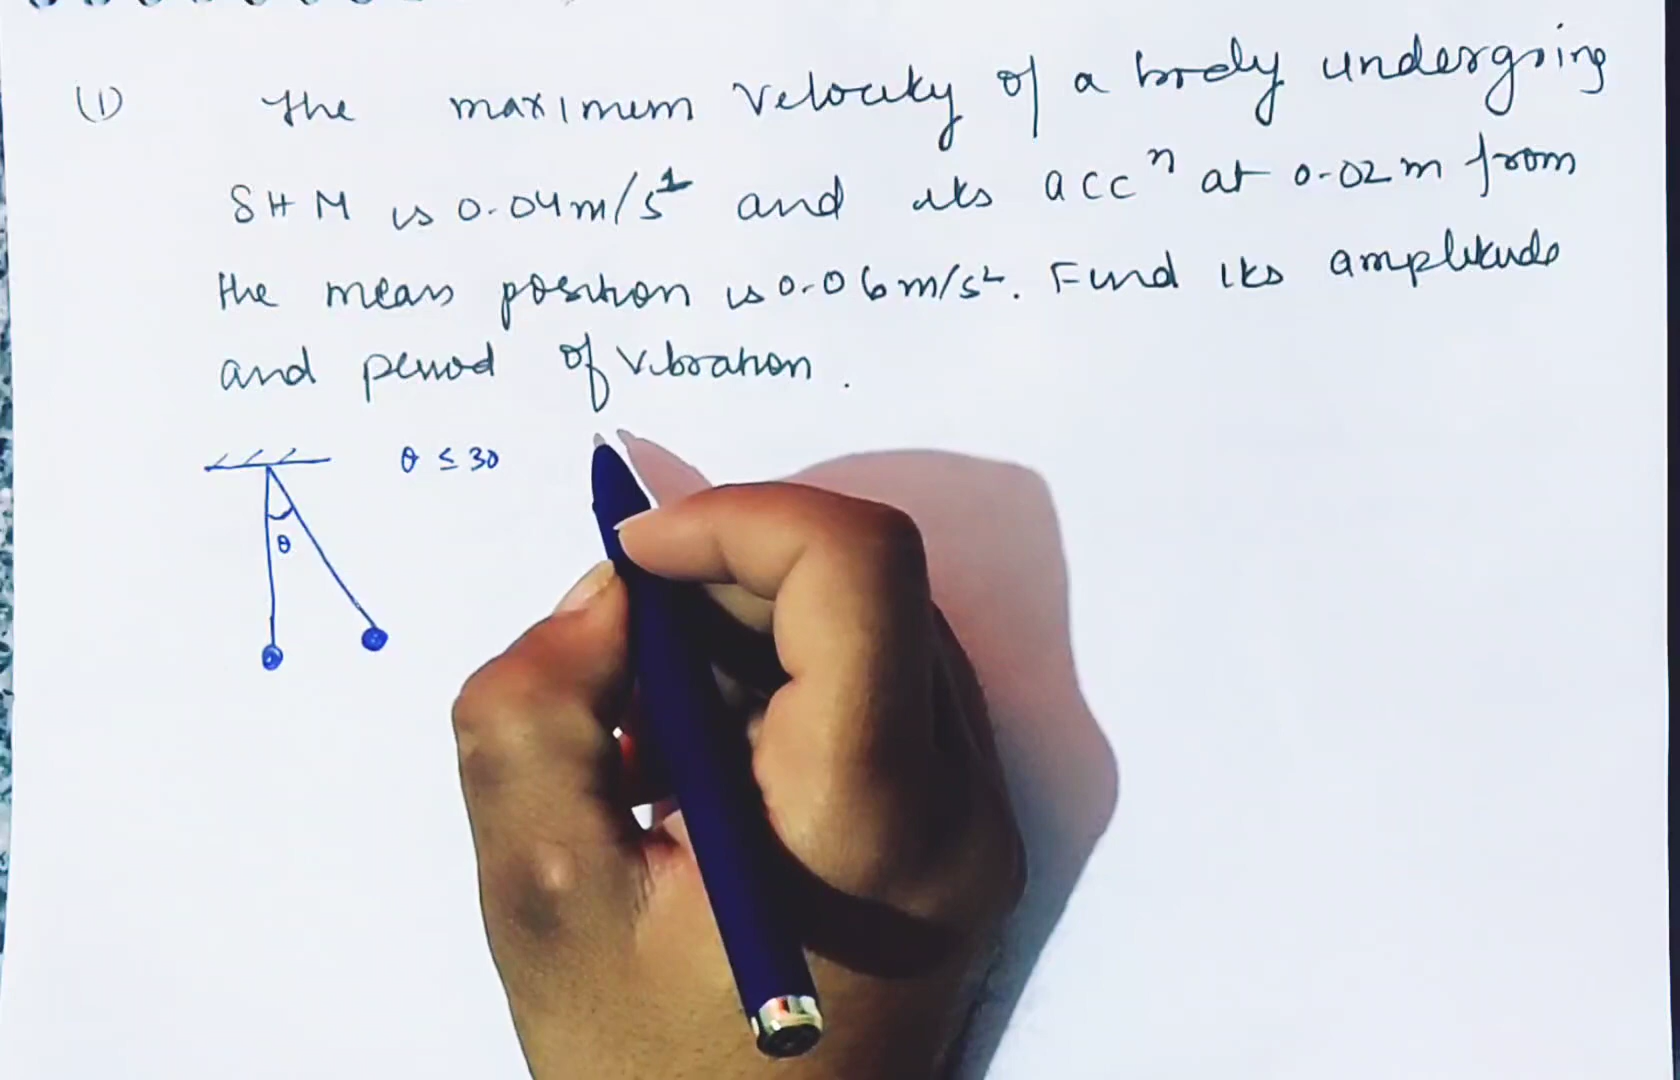 (1) The maximum velocity of a body undergoing
SHM is 0.04m/s¹ and its accⁿ at 0.02m from
the mean position is 0.06m/s². Find its amplitude
and period of vibration.
θ ≤ 30
θ